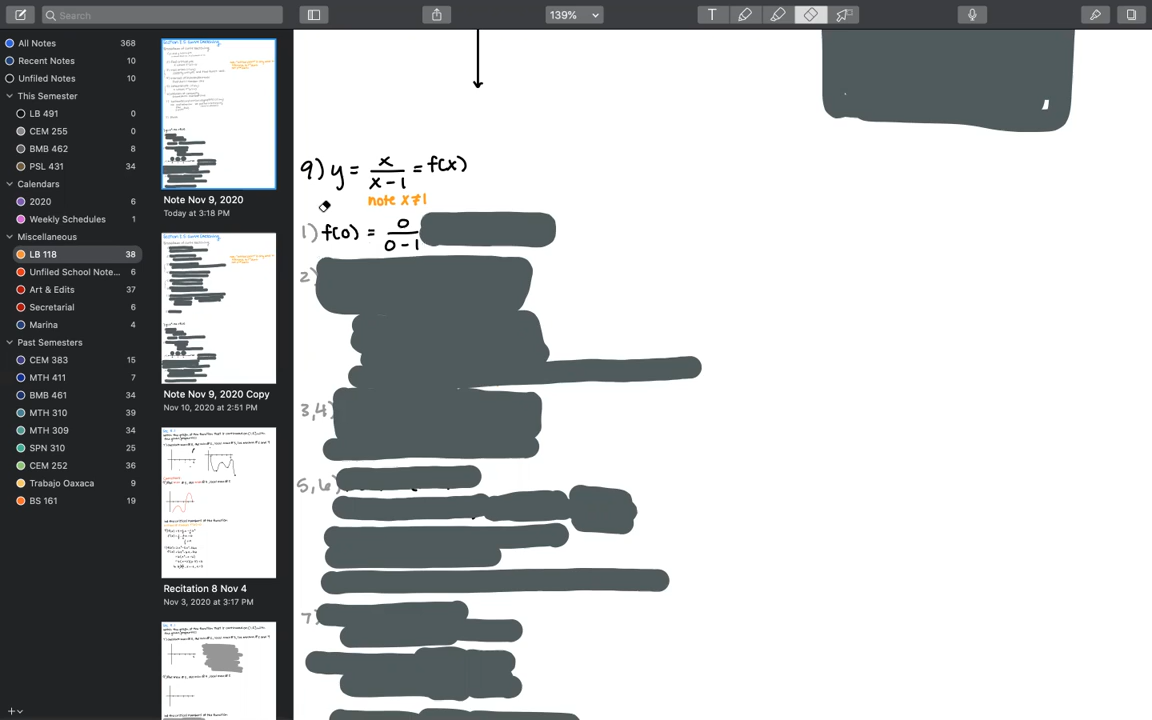 Search
139%
T
All Notes 368
Recent Notes 10
Unfiled Notes 10
This Semester
LB 491 0
CEM 255 0
BMB 462 8
PSL 431 34
Calendars
2020 6
Weekly Schedules 1
Miscellaneous
LB 118 38
Unfiled School Note... 6
Art & Edits 37
Secretarial 6
Marina 4
Past Semesters
CEM 383 15
MTH 411 7
BMB 461 34
MTH 310 39
MTH 309 34
SPN 310 25
CEM 252 36
Trabajo Oaxaca 9
BS 161 19
Note Nov 9, 2020
Today at 3:18 PM
Note Nov 9, 2020 Copy
Nov 10, 2020 at 2:51 PM
Recitation 8 Nov 4
Nov 3, 2020 at 3:17 PM
9) y = x/(x-1) = f(x)
note x≠1
1) f(0) = 0/(0-1)
2)
3,4)
5,6)
7)